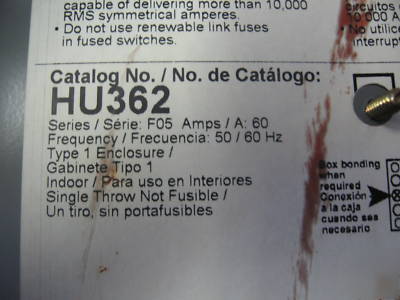 capable of delivering more than 10,000
RMS symmetrical amperes.
• Do not use renewable link fuses
in fused switches.
circuitos
10 000 A
• No utilice
interrup
Catalog No. / No. de Catálogo:
HU362
Series / Série: F05 Amps / A: 60
Frequency / Frecuencia: 50 / 60 Hz
Type 1 Enclosure /
Gabinete Tipo 1
Indoor / Para uso en Interiores
Single Throw Not Fusible /
Un tiro, sin portafusibles
Box bonding
when
required
Conexión
a la caja
cuando sea
necesario